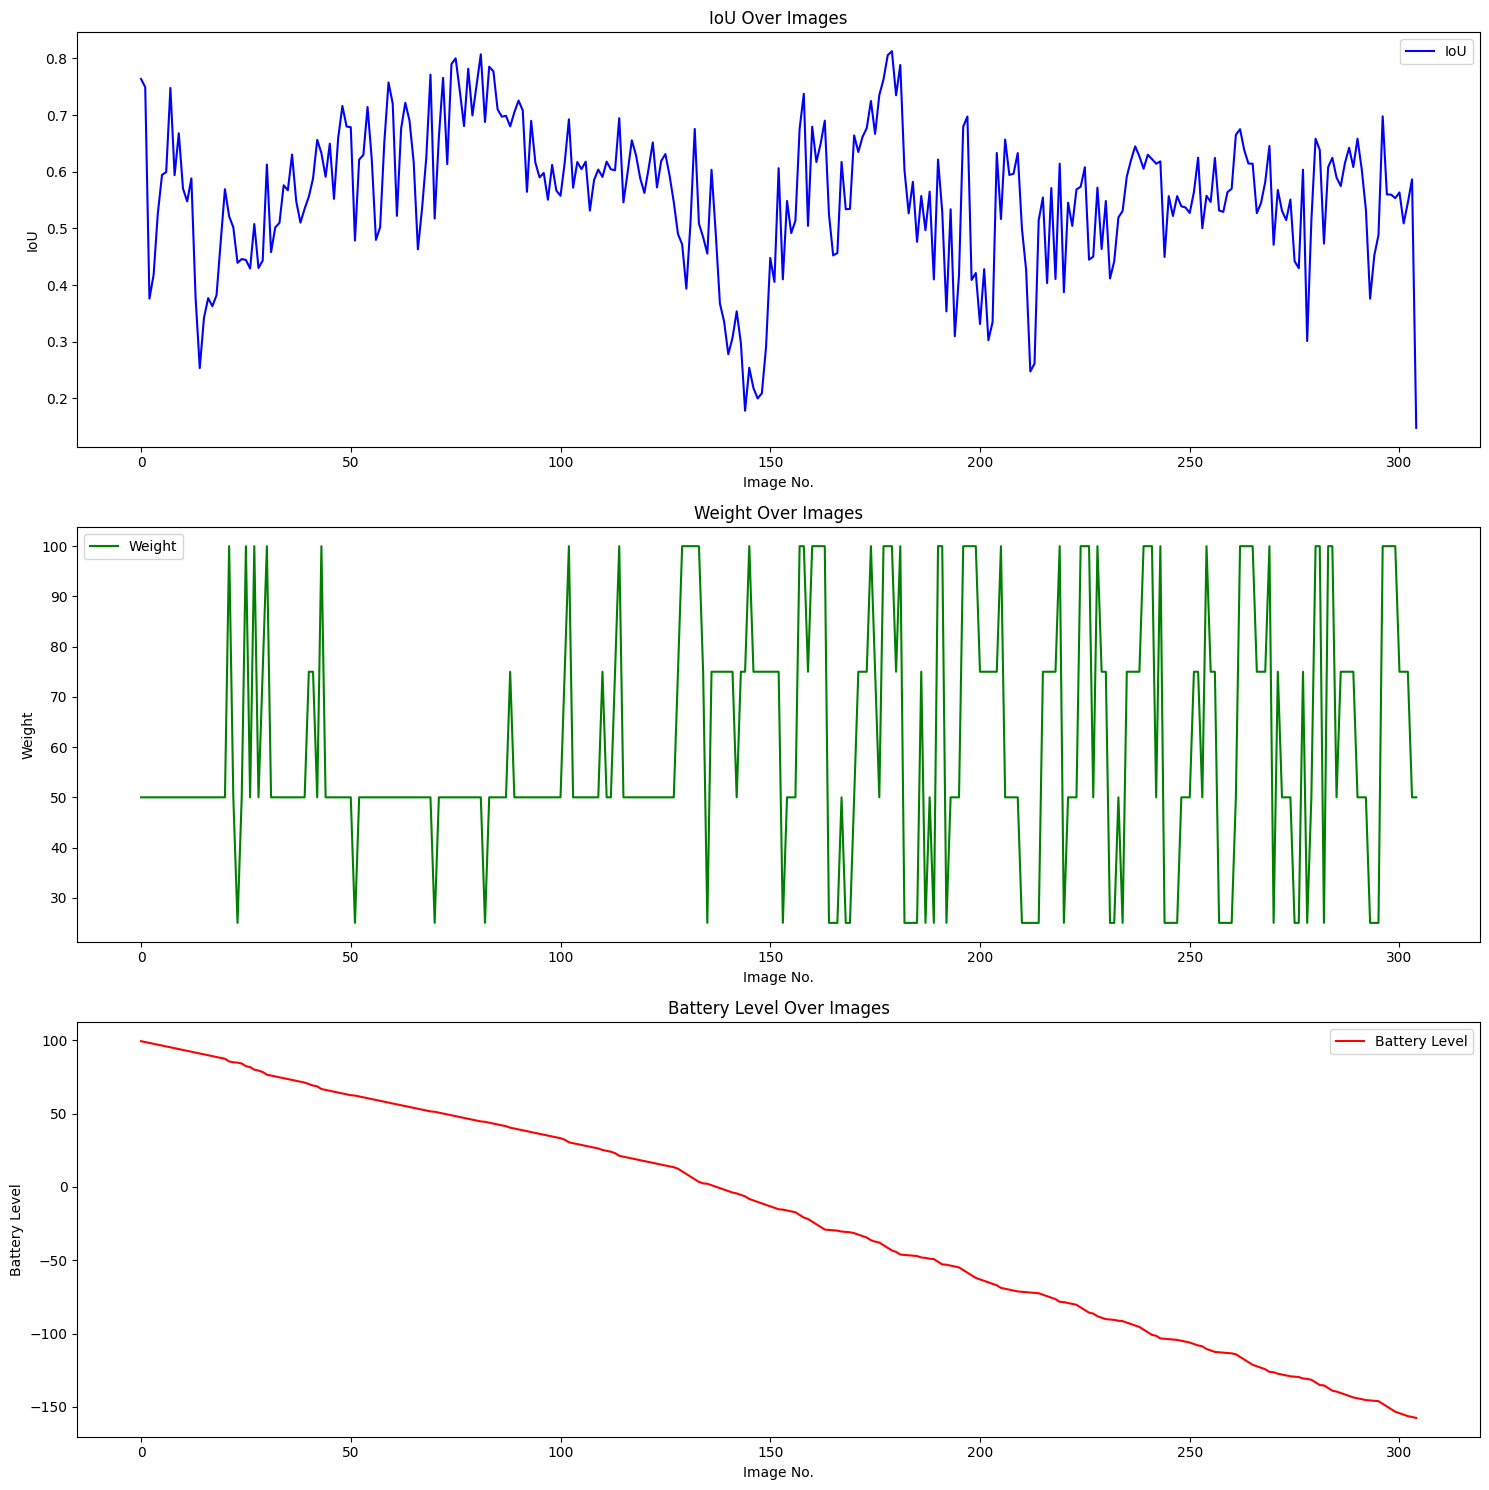 IoU Over Images
IoU
0.8
0.7
0.6
0.5
0.4
0.3
0.2
IoU
0 50 100 150 200 250 300
Image No.
Weight Over Images
Weight
100
90
80
70
60
50
40
30
Weight
0 50 100 150 200 250 300
Image No.
Battery Level Over Images
Battery Level
100
50
0
−50
−100
−150
Battery Level
0 50 100 150 200 250 300
Image No.